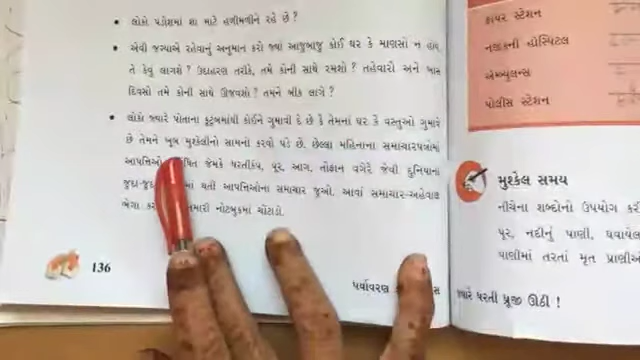 લોકો પડોશમાં શા માટે હળીમળીને રહે છે ?
એવી જગ્યાએ રહેવાનું અનુમાન કરો જ્યાં આજુબાજુ કોઈ ઘર કે માણસો ન હોય,
તે કેવું લાગશે ? ઉદાહરણ તરીકે, તમે કોની સાથે રમશો ? તહેવારો અને ખાસ
દિવસો તમે કોની સાથે ઊજવશો ? તમને બીક લાગે ?
લોકો જ્યારે પોતાના કુટુંબમાંથી કોઈને ગુમાવી દે છે કે તેમનાં ઘર કે વસ્તુઓ ગુમાવે
છે તેમને ખૂબ મુશ્કેલીનો સામનો કરવો પડે છે. છેલ્લા મહિનાના સમાચારપત્રોમાં
જેમકે ધરતીકંપ, પૂર, આગ, તોફાન વગેરે જેવી દુનિયાના
થતી આપત્તિઓના સમાચાર જુઓ. આવાં સમાચાર-અહેવાલ
ભેગા નોટબુકમાં ચોંટાડો.
136
પર્યાવરણ
ફાયર સ્ટેશન
નજીકની હૉસ્પિટલ
એમ્બ્યુલન્સ
પોલીસ સ્ટેશન
મુશ્કેલ સમય
નીચેના શબ્દોનો ઉપયોગ કરી
પૂર, નદીનું પાણી, ઘવાયેલ
પાણીમાં તરતાં મૃત પ્રાણીઓ
જ્યારે ધરતી ધ્રૂજી ઊઠી !